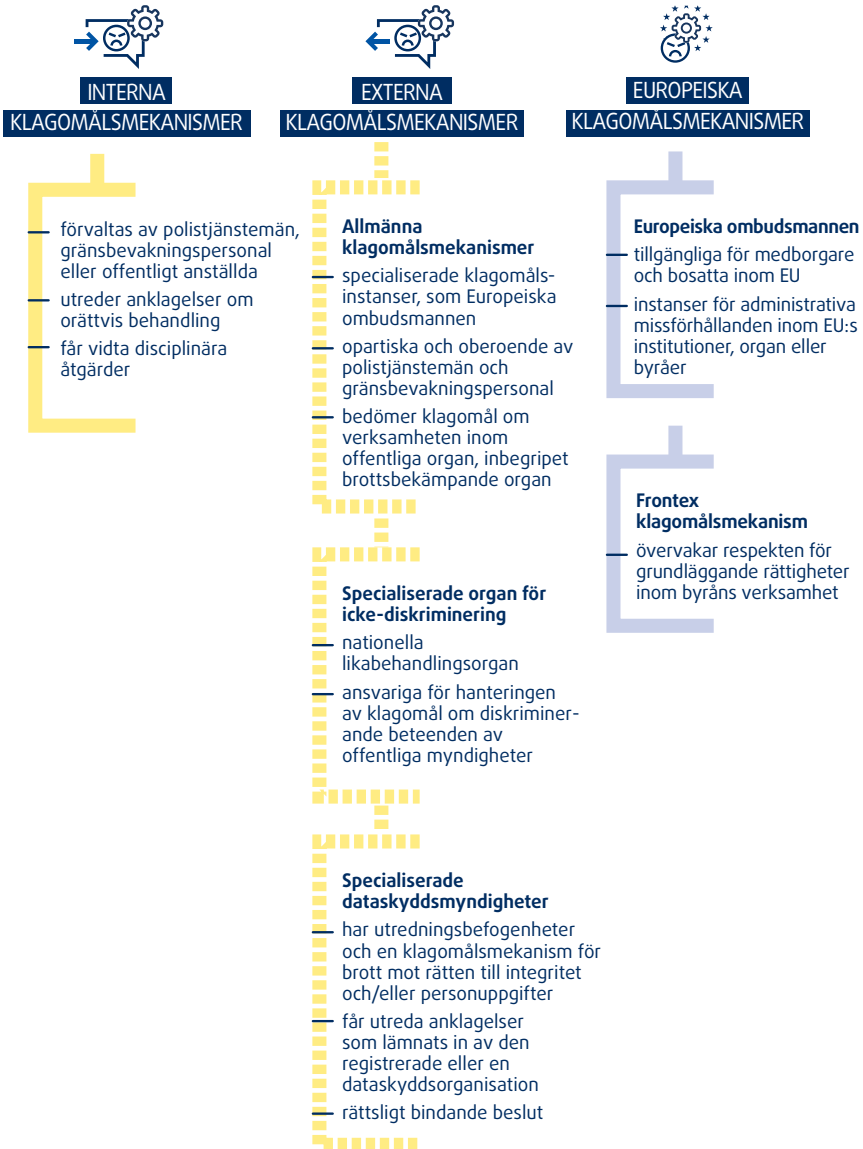 INTERNA
KLAGOMÅLSMEKANISMER
förvaltas av polistjänstemän,
gränsbevakningspersonal
eller offentligt anställda
utreder anklagelser om
orättvis behandling
får vidta disciplinära
åtgärder
EXTERNA
KLAGOMÅLSMEKANISMER
Allmänna
klagomålsmekanismer
specialiserade klagomåls-
instanser, som Europeiska
ombudsmannen
opartiska och oberoende av
polistjänstemän och
gränsbevakningspersonal
bedömer klagomål om
verksamheten inom
offentliga organ, inbegripet
brottsbekämpande organ
Specialiserade organ för
icke-diskriminering
nationella
likabehandlingsorgan
ansvariga för hanteringen
av klagomål om diskriminer-
ande beteenden av
offentliga myndigheter
Specialiserade
dataskyddsmyndigheter
har utredningsbefogenheter
och en klagomålsmekanism för
brott mot rätten till integritet
och/eller personuppgifter
får utreda anklagelser
som lämnats in av den
registrerade eller en
dataskyddsorganisation
rättsligt bindande beslut
EUROPEISKA
KLAGOMÅLSMEKANISMER
Europeiska ombudsmannen
tillgängliga för medborgare
och bosatta inom EU
instanser för administrativa
missförhållanden inom EU:s
institutioner, organ eller
byråer
Frontex
klagomålsmekanism
övervakar respekten för
grundläggande rättigheter
inom byråns verksamhet